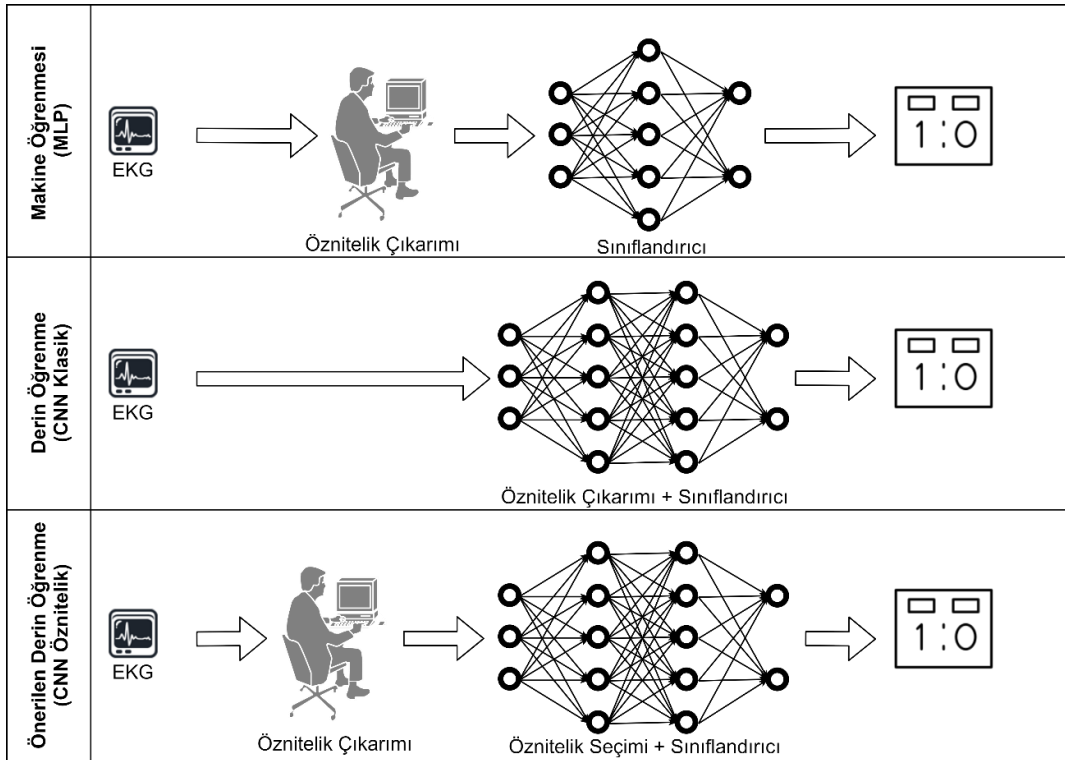 Makine Öğrenmesi
(MLP)
EKG
Öznitelik Çıkarımı
Sınıflandırıcı
1:0
Derin Öğrenme
(CNN Klasik)
EKG
Öznitelik Çıkarımı + Sınıflandırıcı
1:0
Önerilen Derin Öğrenme
(CNN Öznitelik)
EKG
Öznitelik Çıkarımı
Öznitelik Seçimi + Sınıflandırıcı
1:0